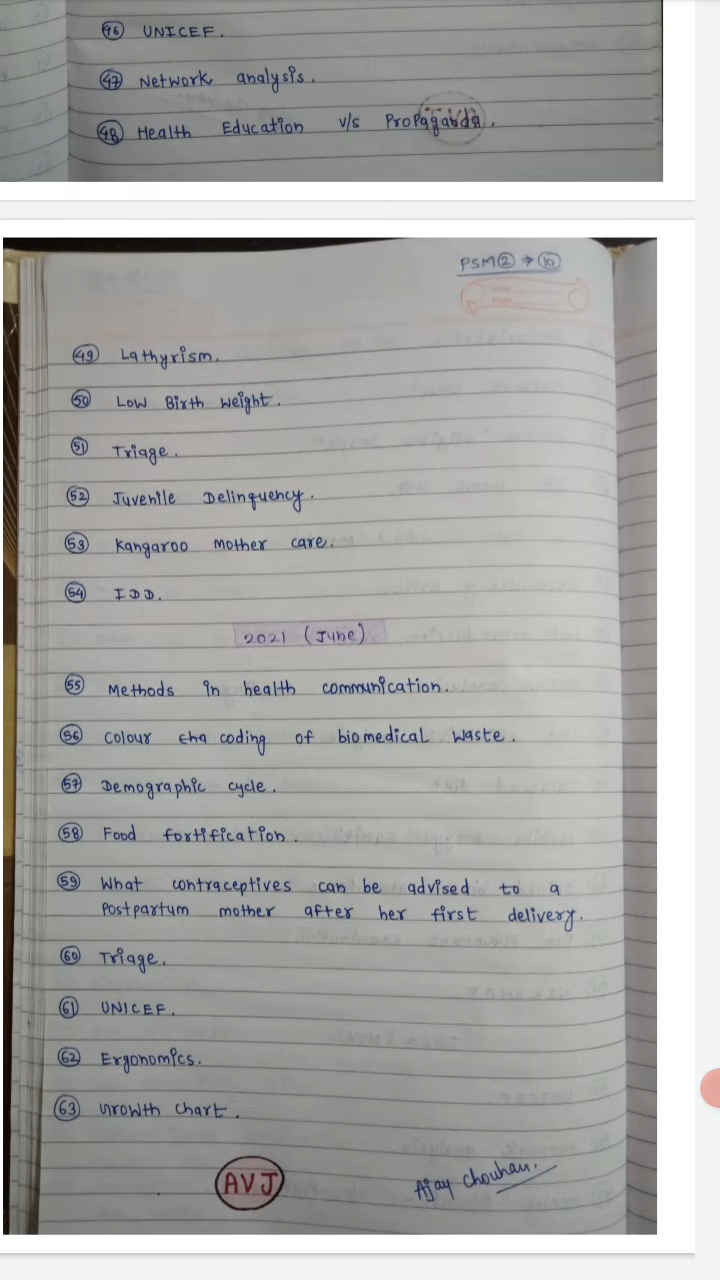 46 UNICEF.
47 Network analysis.
48 Health Education v/s Propaganda.
PSM② → ⑩
49 Lathyrism.
50 Low Birth weight.
51 Triage.
52 Juvenile Delinquency.
53 Kangaroo mother care.
54 IDD.
2021 (June)
55 Methods in health communication.
56 Colour cha coding of biomedical waste.
57 Demographic cycle.
58 Food fortification.
59 What contraceptives can be advised to a
Postpartum mother after her first delivery.
60 Triage.
61 UNICEF.
62 Ergonomics.
63 Growth chart.
AVJ
Ajay Chouhan.